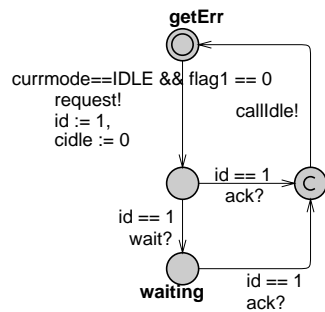 getErr
currmode==IDLE && flag1 == 0
request!
id := 1,
cidle := 0
callIdle!
id == 1
ack?
C
id == 1
wait?
waiting
id == 1
ack?